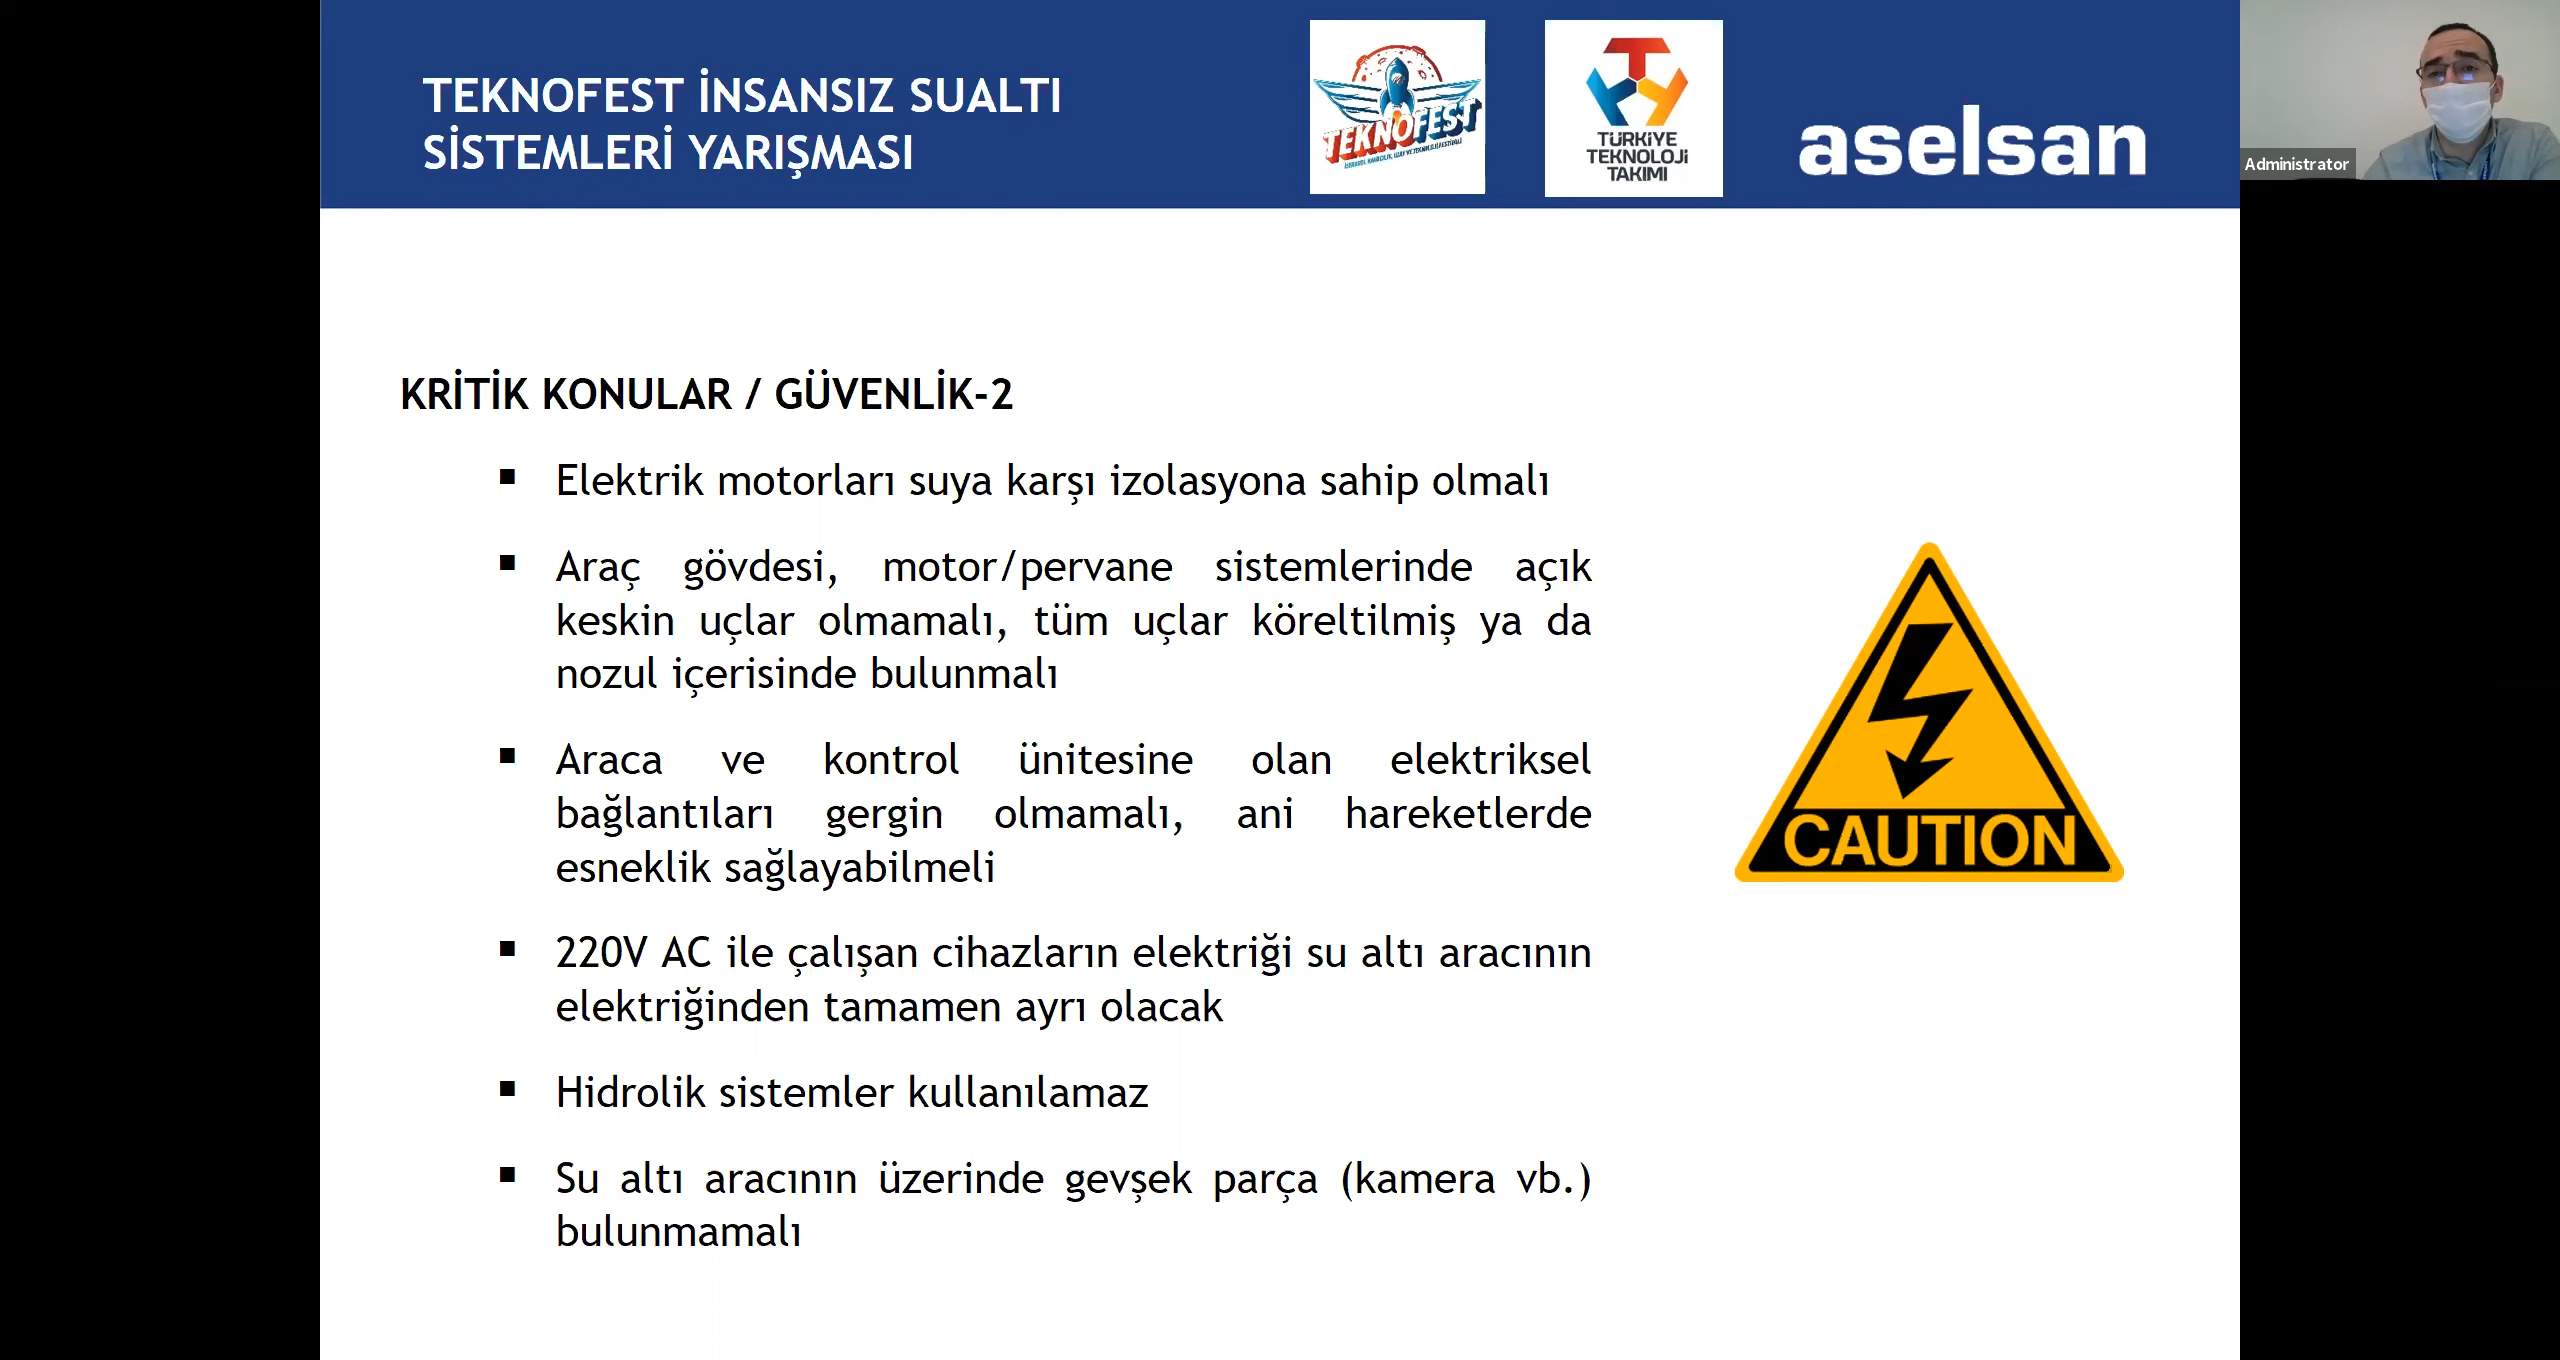 TEKNOFEST İNSANSIZ SUALTI
SİSTEMLERİ YARIŞMASI
TEKNOFEST
TÜRKİYE
TEKNOLOJİ
TAKIMI
aselsan
Administrator
KRİTİK KONULAR / GÜVENLİK-2
▪ Elektrik motorları suya karşı izolasyona sahip olmalı
▪ Araç gövdesi, motor/pervane sistemlerinde açık
keskin uçlar olmamalı, tüm uçlar köreltilmiş ya da
nozul içerisinde bulunmalı
▪ Araca ve kontrol ünitesine olan elektriksel
bağlantıları gergin olmamalı, ani hareketlerde
esneklik sağlayabilmeli
▪ 220V AC ile çalışan cihazların elektriği su altı aracının
elektriğinden tamamen ayrı olacak
▪ Hidrolik sistemler kullanılamaz
▪ Su altı aracının üzerinde gevşek parça (kamera vb.)
bulunmamalı
CAUTION